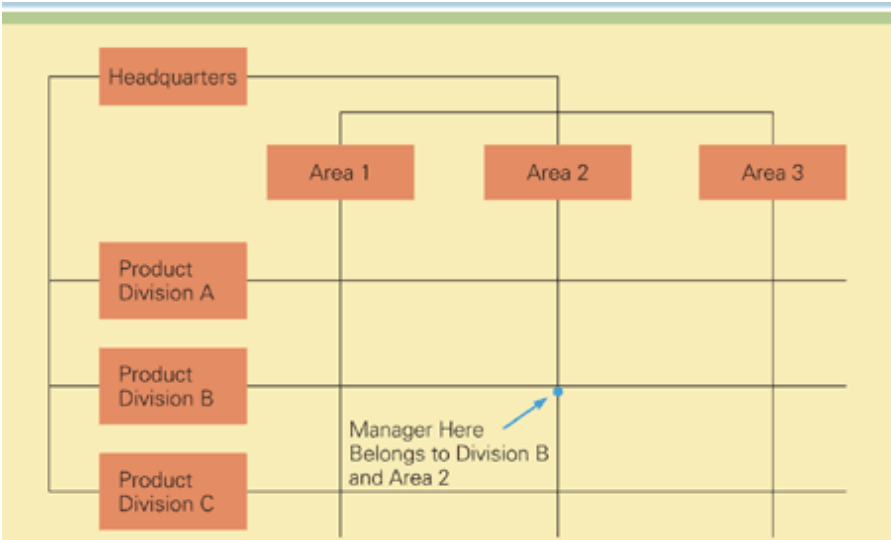 Headquarters
Area 1
Area 2
Area 3
Product
Division A
Product
Division B
Manager Here
Belongs to Division B
and Area 2
Product
Division C